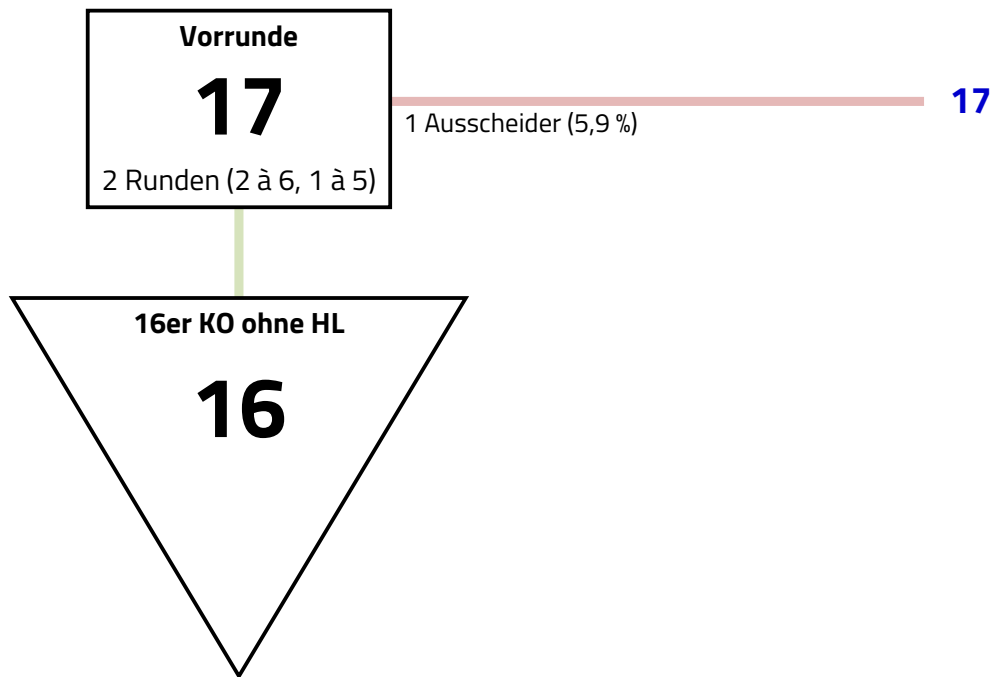 Vorrunde
17
2 Runden (2 à 6, 1 à 5)
1 Ausscheider (5,9 %)
17
16er KO ohne HL
16